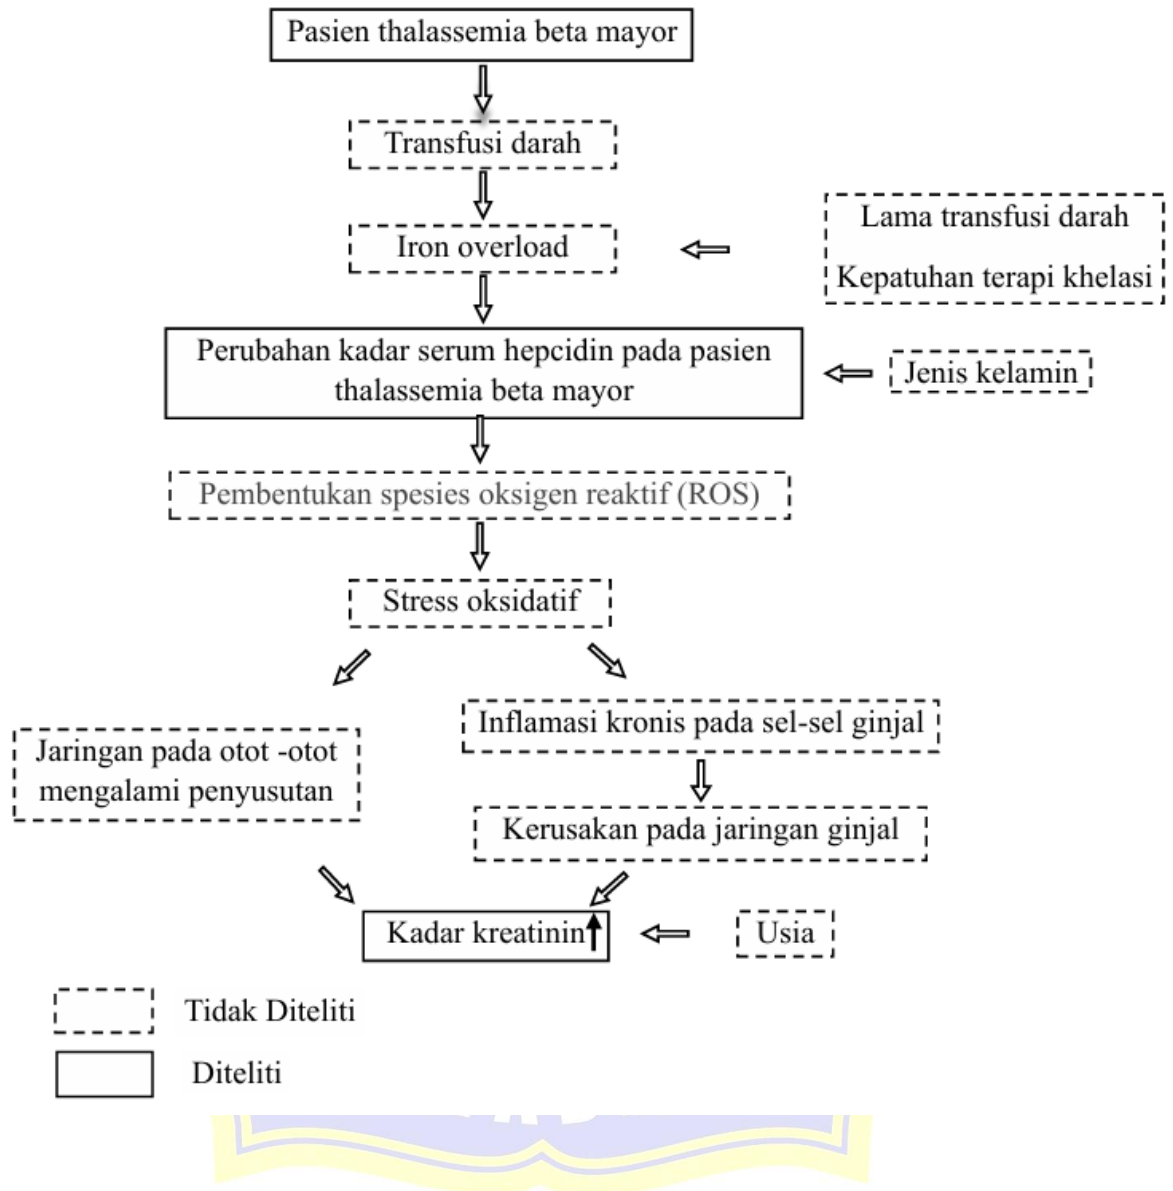 Pasien thalassemia beta mayor
Transfusi darah
Iron overload
Lama transfusi darah
Kepatuhan terapi khelasi
Perubahan kadar serum hepcidin pada pasien
thalassemia beta mayor
Jenis kelamin
Pembentukan spesies oksigen reaktif (ROS)
Stress oksidatif
Jaringan pada otot -otot
mengalami penyusutan
Inflamasi kronis pada sel-sel ginjal
Kerusakan pada jaringan ginjal
Kadar kreatinin
Usia
Tidak Diteliti
Diteliti